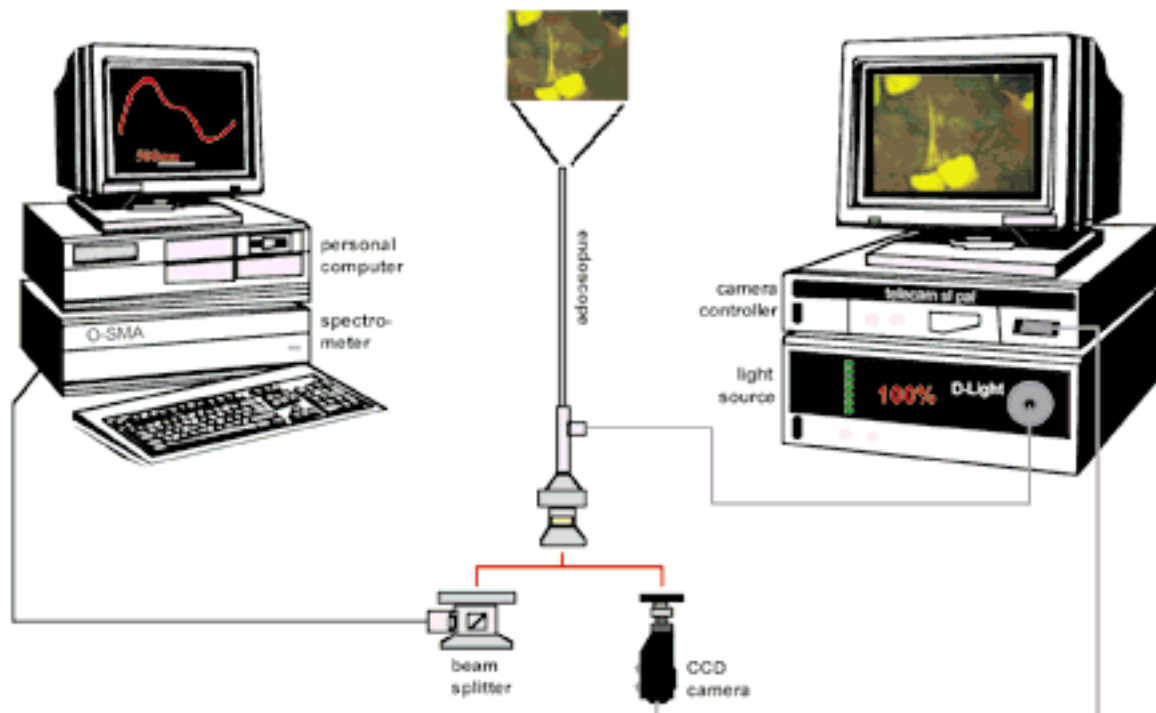 500nm
personal
computer
O-SMA
spectro-
meter
endoscope
camera
controller
telecam sl pal
light
source
100%
D-Light
beam
splitter
CCD
camera